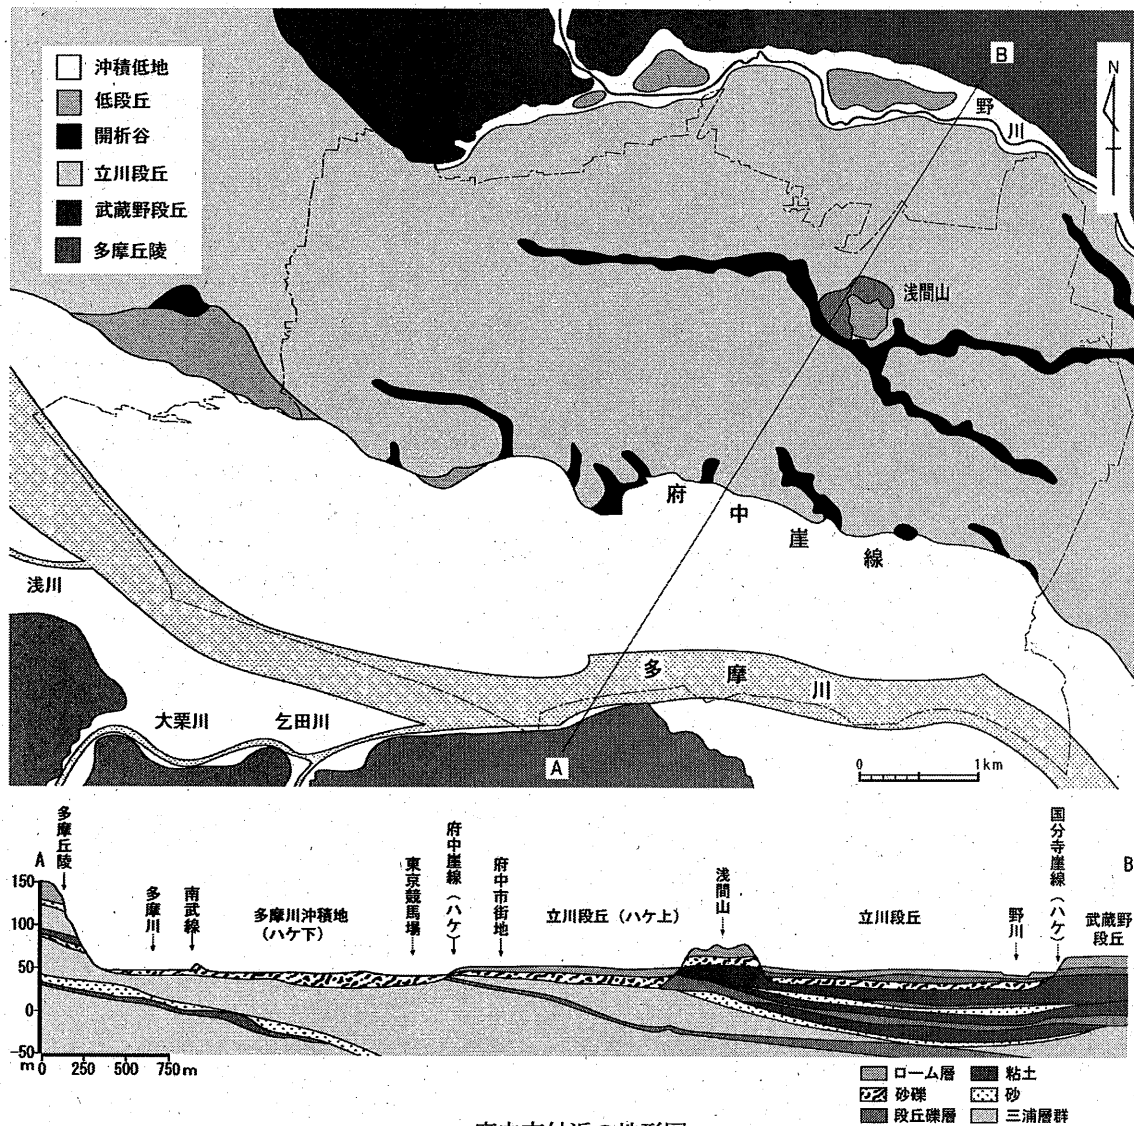 沖積低地
低段丘
開析谷
立川段丘
武蔵野段丘
多摩丘陵
B
野川
N
浅間山
府中崖線
浅川
多摩川
大栗川
乞田川
A
0 1km
A
多摩丘陵
多摩川
南武線
多摩川沖積地
(ハケ下)
東京競馬場
府中崖線(ハケ)
府中市街地
立川段丘(ハケ上)
浅間山
立川段丘
野川
国分寺崖線(ハケ)
武蔵野
段丘
B
150
100
50
0
-50
m 0 250 500 750m
ローム層
粘土
砂礫
砂
段丘礫層
三浦層群